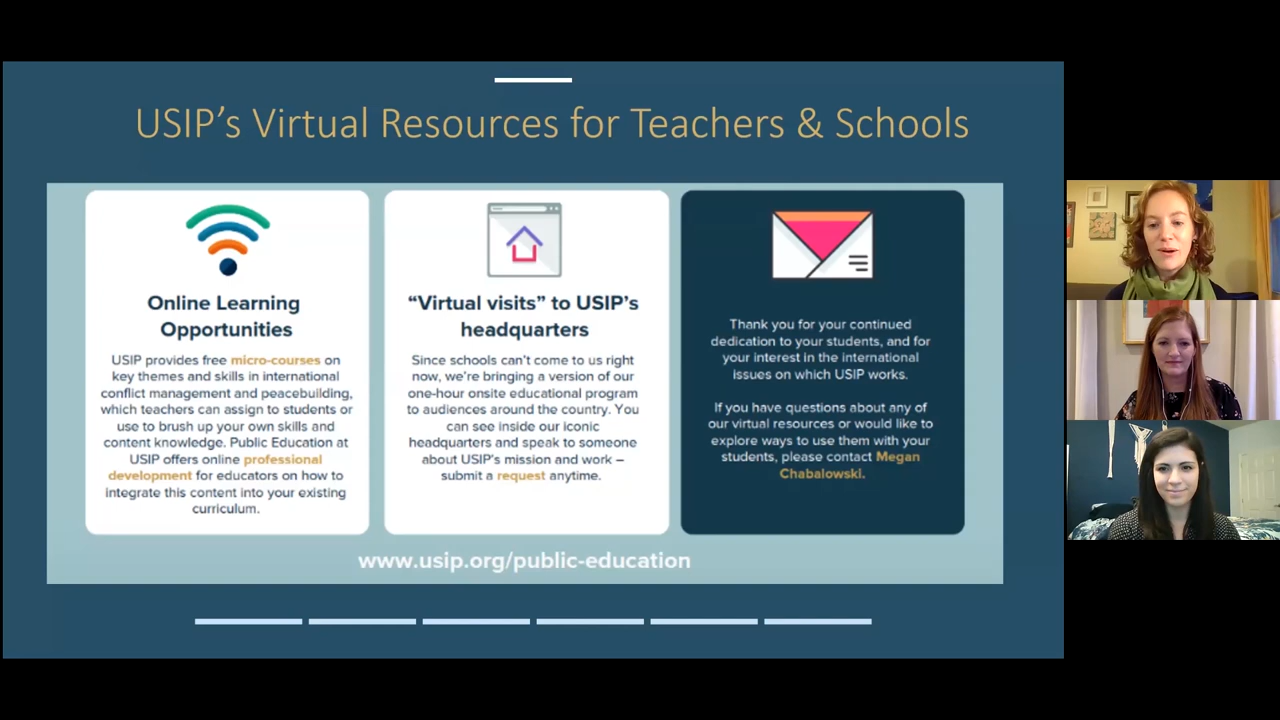 USIP’s Virtual Resources for Teachers & Schools
Online Learning
Opportunities
USIP provides free micro-courses on
key themes and skills in international
conflict management and peacebuilding,
which teachers can assign to students or
use to brush up your own skills and
content knowledge. Public Education at
USIP offers online professional
development for educators on how to
integrate this content into your existing
curriculum.
“Virtual visits” to USIP’s
headquarters
Since schools can’t come to us right
now, we’re bringing a version of our
one-hour onsite educational program
to audiences around the country. You
can see inside our iconic
headquarters and speak to someone
about USIP’s mission and work –
submit a request anytime.
Thank you for your continued
dedication to your students, and for
your interest in the international
issues on which USIP works.
If you have questions about any of
our virtual resources or would like to
explore ways to use them with your
students, please contact Megan
Chabalowski.
www.usip.org/public-education